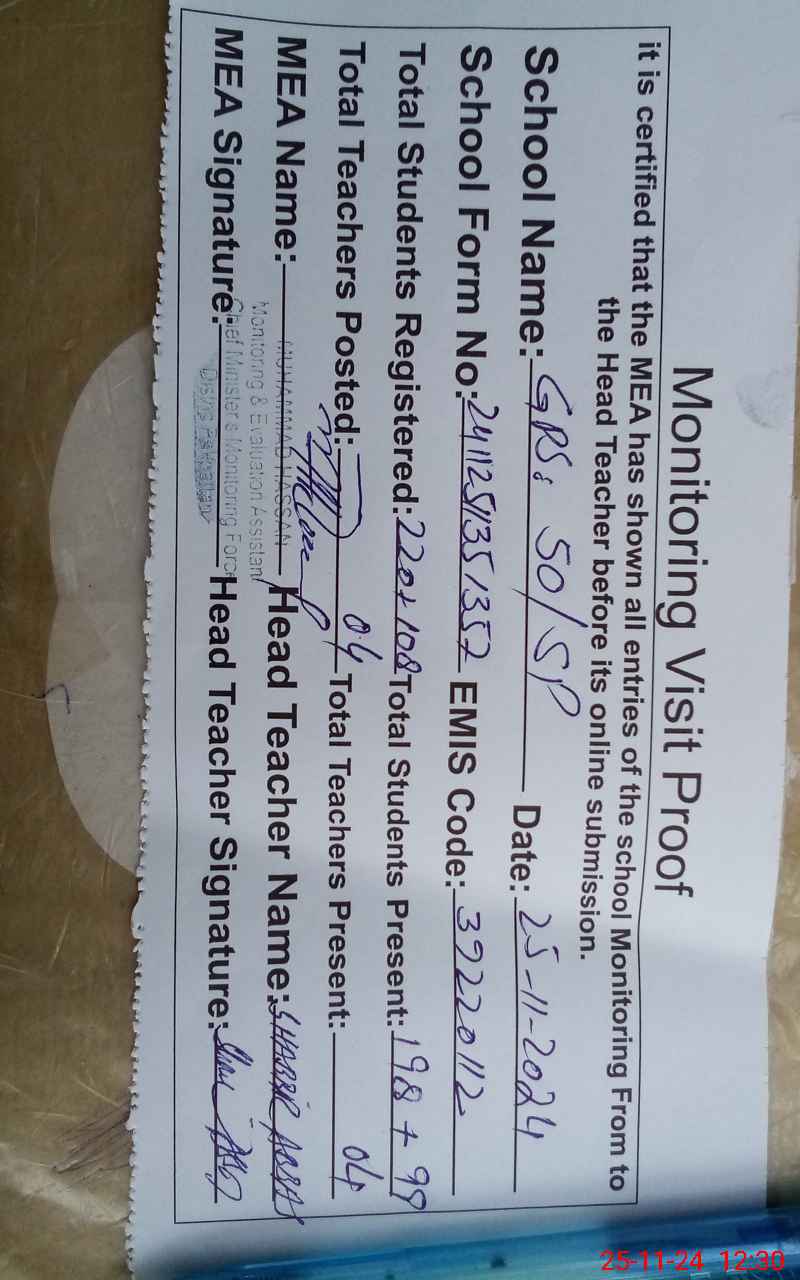 Monitoring Visit Proof
it is certified that the MEA has shown all entries of the school Monitoring From to
the Head Teacher before its online submission.
School Name: GPS: 50/SP Date: 25-11-2024
School Form No: EMIS Code: 39220112
Total Students Registered: 220+108 Total Students Present: 198 + 98
Total Teachers Posted: 04 Total Teachers Present: 04
MEA Name: MUHAMMAD HASSAN Head Teacher Name: SHABBIR ABBAS
Monitoring & Evaluation Assistant
Chief Minister's Monitoring Force
MEA Signature: Head Teacher Signature:
Distric Pakpattan
25-11-24 12:30